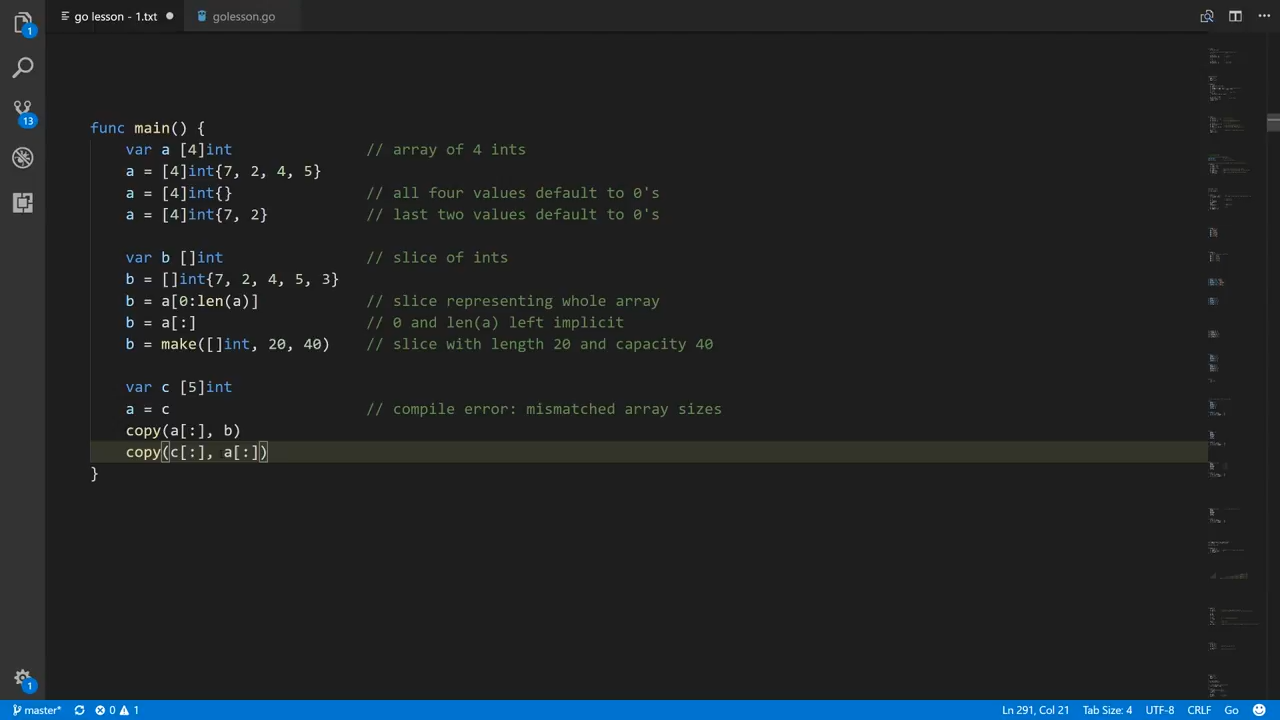 go lesson - 1.txt
golesson.go
1
13
func main() {
var a [4]int // array of 4 ints
a = [4]int{7, 2, 4, 5}
a = [4]int{} // all four values default to 0's
a = [4]int{7, 2} // last two values default to 0's
var b []int // slice of ints
b = []int{7, 2, 4, 5, 3}
b = a[0:len(a)] // slice representing whole array
b = a[:] // 0 and len(a) left implicit
b = make([]int, 20, 40) // slice with length 20 and capacity 40
var c [5]int
a = c // compile error: mismatched array sizes
copy(a[:], b)
copy(c[:], a[:])
}
1
master* 0 1 Ln 291, Col 21 Tab Size: 4 UTF-8 CRLF Go